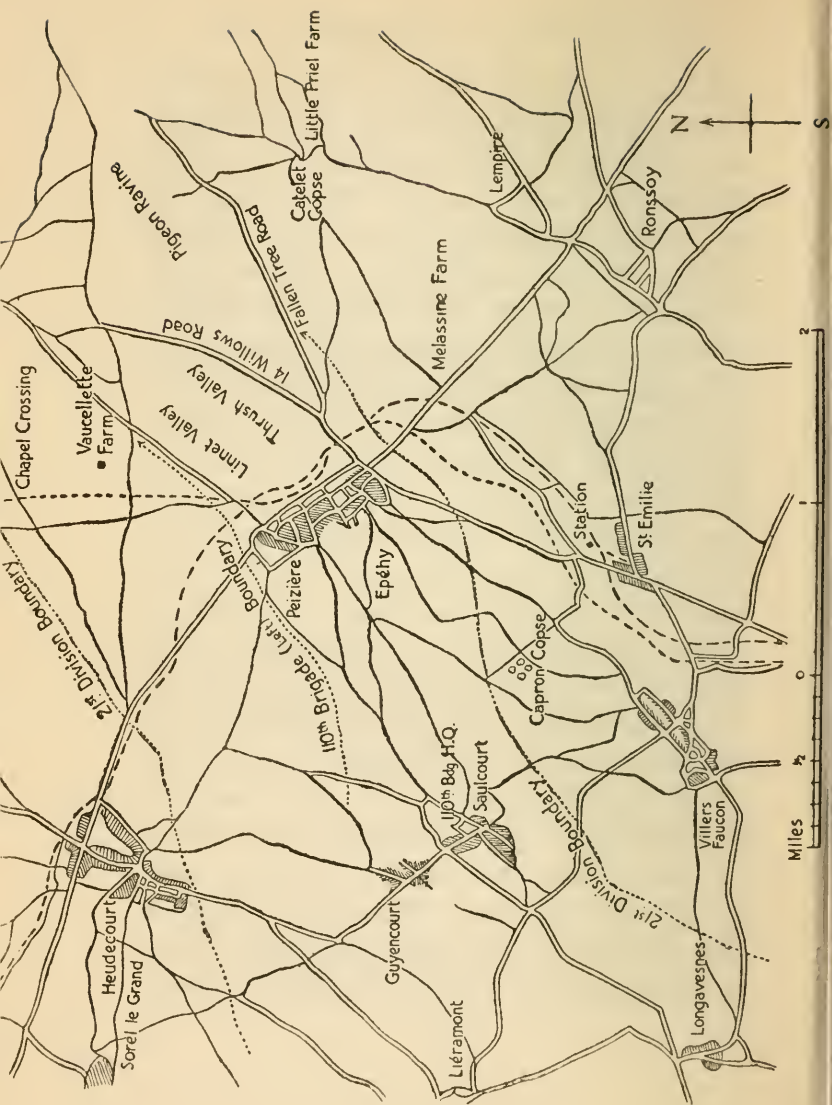 Chapel Crossing
Vaucellette
Farm
21st Division Boundary
Pigeon Ravine
Little Priel Farm
Catelet
Copse
Fallen Tree Road
14 Willows Road
Thrush Valley
Linnet Valley
Melassine Farm
Lempire
Ronssoy
N
S
Heudecourt
Sorel le Grand
110th Brigade (Left
Boundary
Peizière
Epéhy
Station
St Emilie
Capron Copse
Guyencourt
110th Bdg H.Q.
Saulcourt
21st Division Boundary
Villers
Faucon
Liéramont
Longavesnes
Miles
½
0
1
2